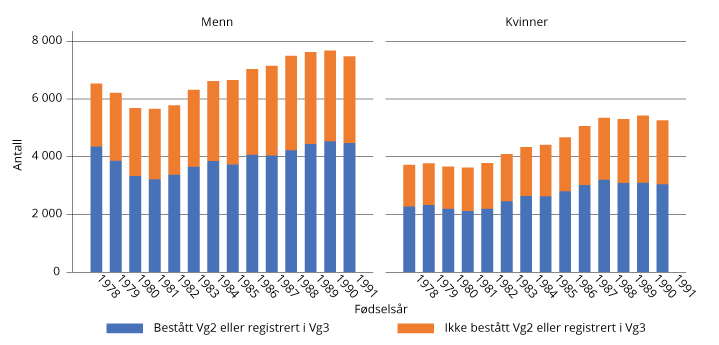 Menn Kvinner
8 000
6 000
4 000
2 000
0
Antall
1978 1979 1980 1981 1982 1983 1984 1985 1986 1987 1988 1989 1990 1991 1978 1979 1980 1981 1982 1983 1984 1985 1986 1987 1988 1989 1990 1991
Fødselsår
Bestått Vg2 eller registrert i Vg3 Ikke bestått Vg2 eller registrert i Vg3